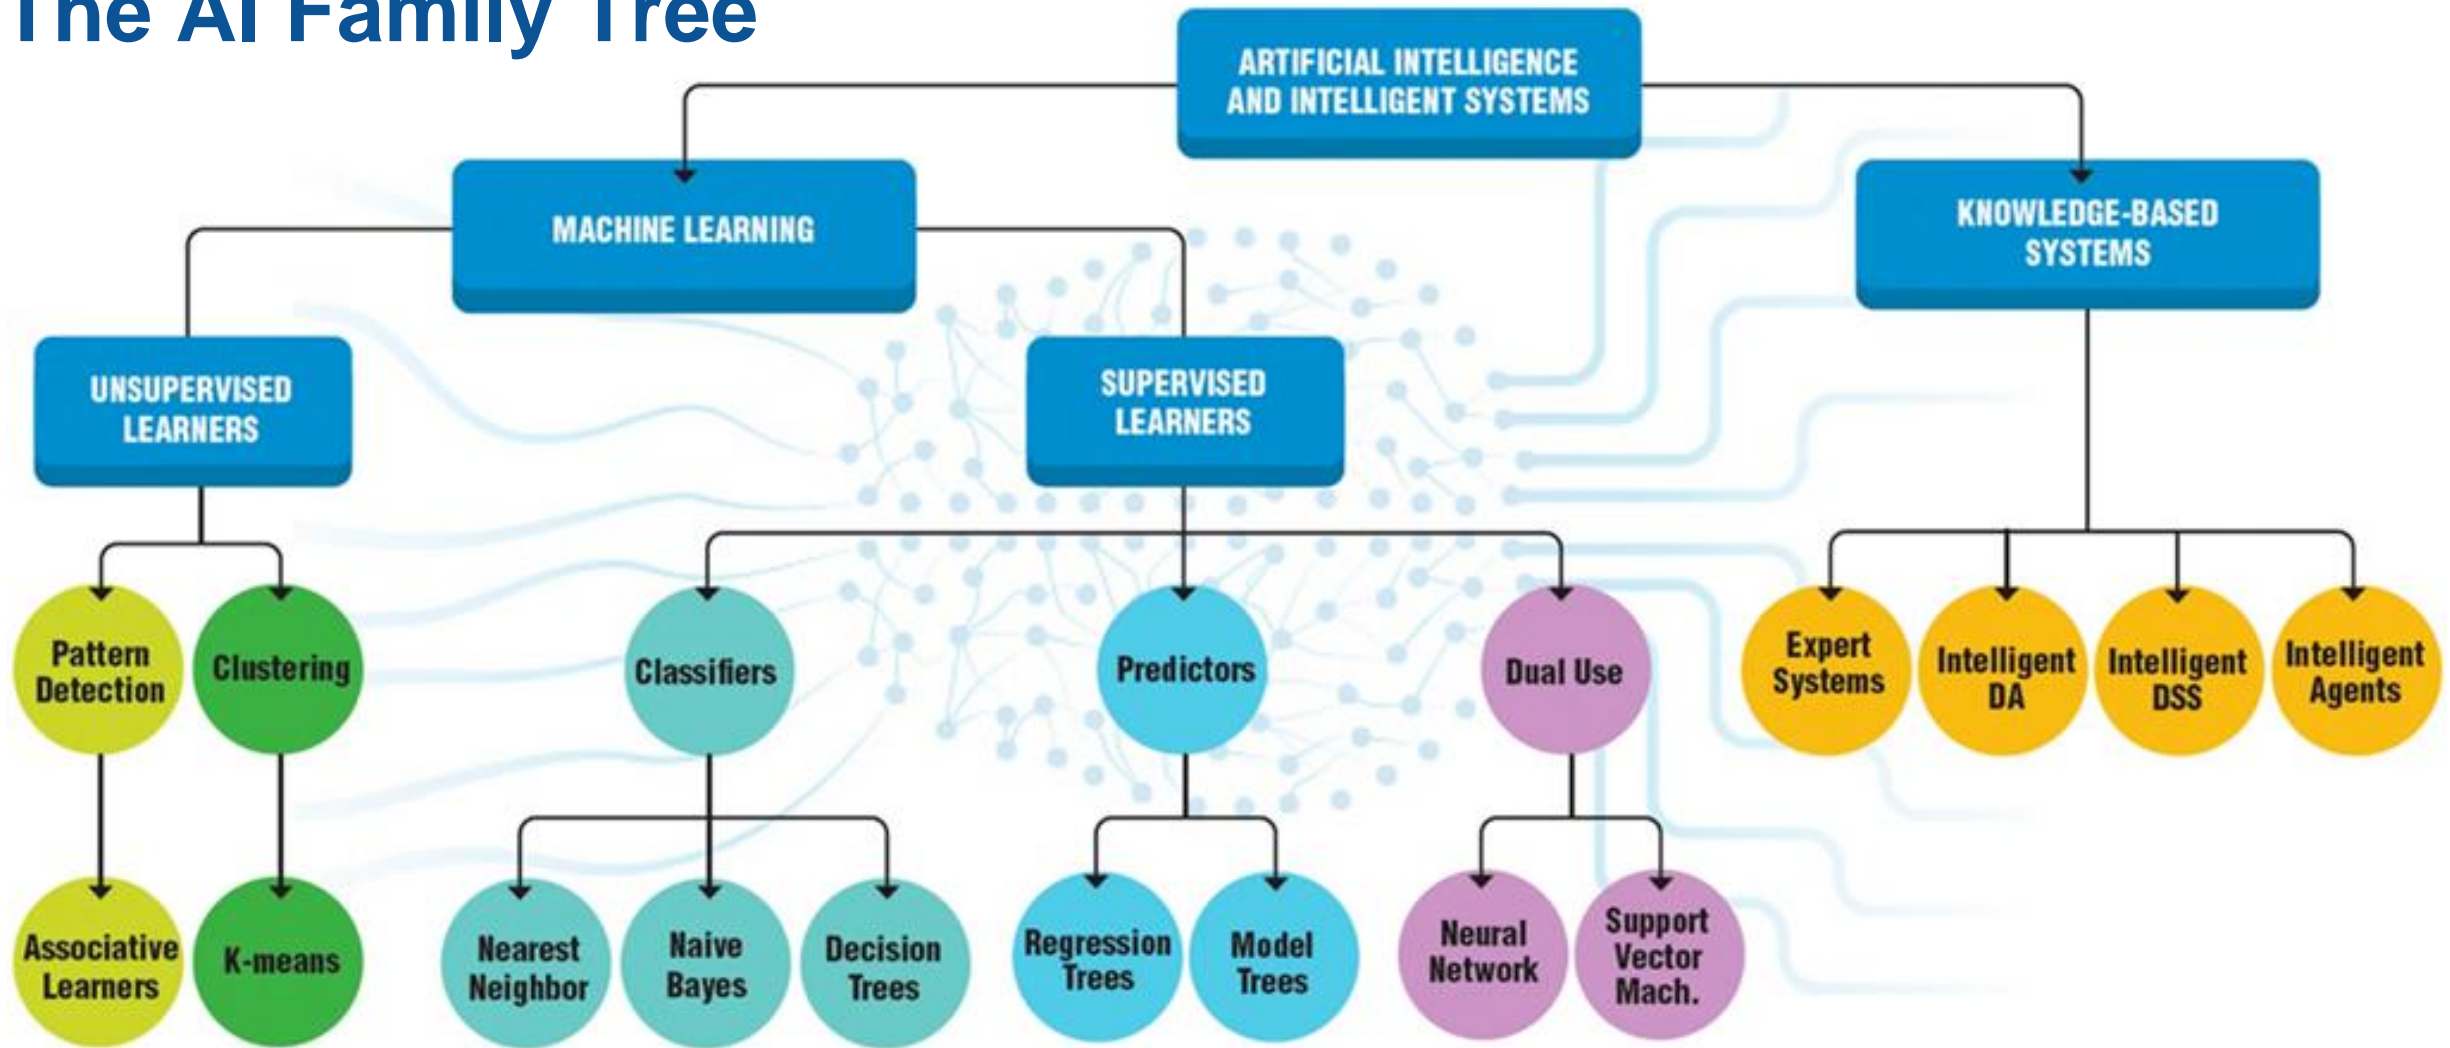 The AI Family Tree
ARTIFICIAL INTELLIGENCE
AND INTELLIGENT SYSTEMS
MACHINE LEARNING
KNOWLEDGE-BASED
SYSTEMS
UNSUPERVISED
LEARNERS
SUPERVISED
LEARNERS
Pattern
Detection
Clustering
Classifiers
Predictors
Dual Use
Expert
Systems
Intelligent
DA
Intelligent
DSS
Intelligent
Agents
Associative
Learners
K-means
Nearest
Neighbor
Naive
Bayes
Decision
Trees
Regression
Trees
Model
Trees
Neural
Network
Support
Vector
Mach.